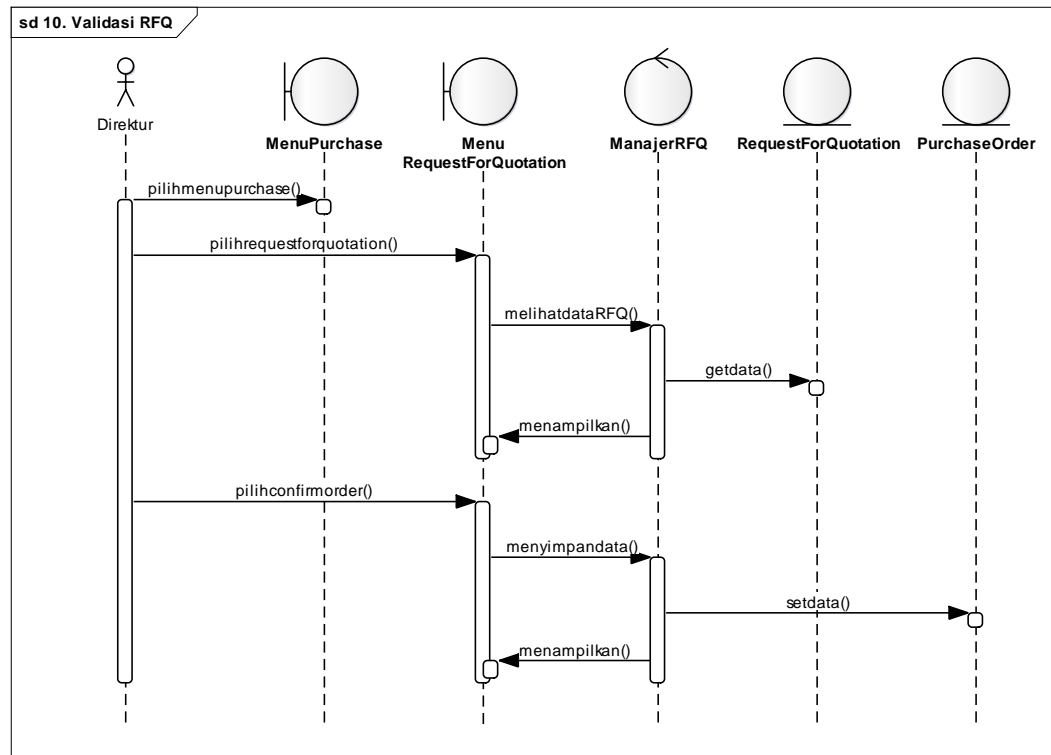 sd 10. Validasi RFQ
Direktur
MenuPurchase
Menu
RequestForQuotation
ManajerRFQ
RequestForQuotation
PurchaseOrder
pilihmenupurchase()
pilihrequestforquotation()
melihatdataRFQ()
getdata()
menampilkan()
pilihconfirmorder()
menyimpandata()
setdata()
menampilkan()